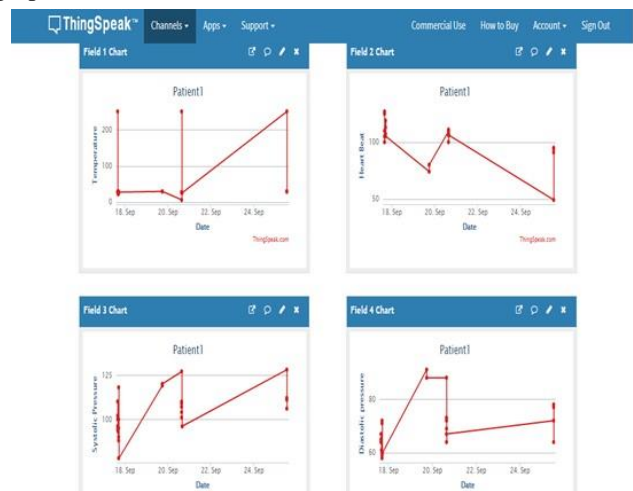 ThingSpeak™ Channels Apps Support Commercial Use How to Buy Account Sign Out
Field 1 Chart
Patient1
Temperature
200
100
0
18. Sep 20. Sep 22. Sep 24. Sep
Date
ThingSpeak.com
Field 2 Chart
Patient1
Heart Beat
100
50
18. Sep 20. Sep 22. Sep 24. Sep
Date
ThingSpeak.com
Field 3 Chart
Patient1
Systolic Pressure
125
100
18. Sep 20. Sep 22. Sep 24. Sep
Date
Field 4 Chart
Patient1
Diastolic pressure
80
60
18. Sep 20. Sep 22. Sep 24. Sep
Date